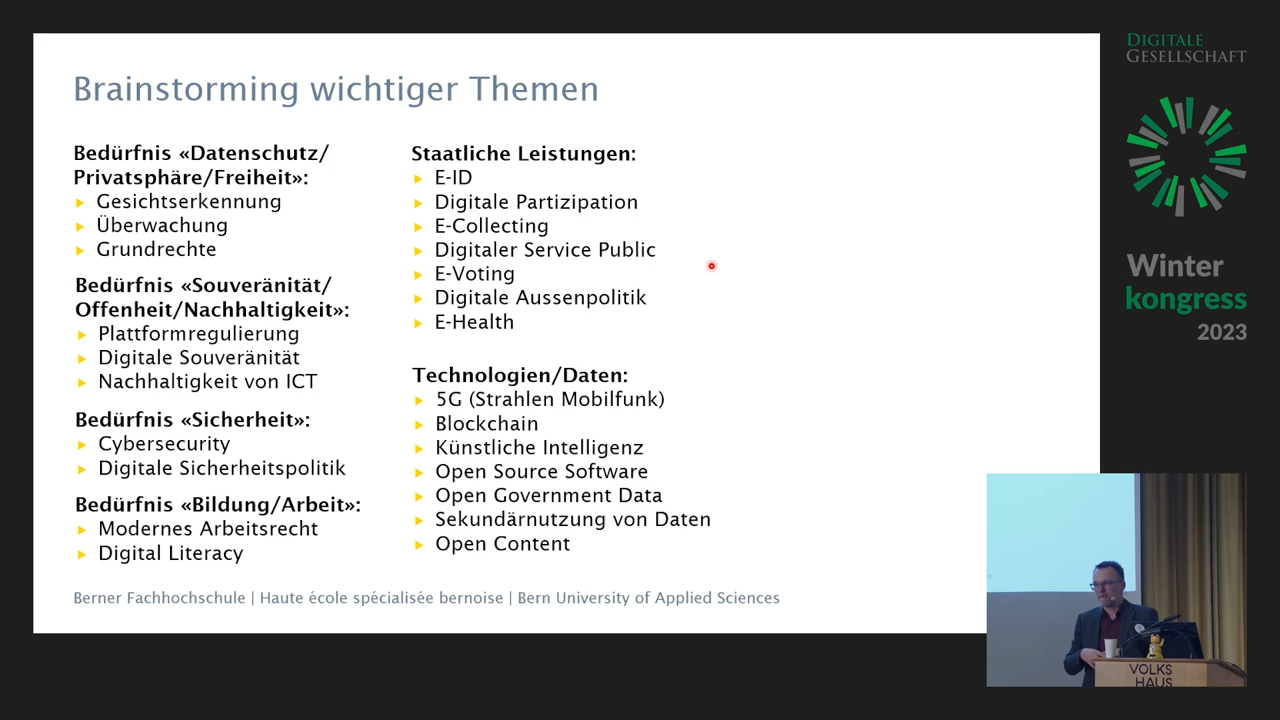 Brainstorming wichtiger Themen
Bedürfnis «Datenschutz/
Privatsphäre/Freiheit»:
Gesichtserkennung
Überwachung
Grundrechte
Bedürfnis «Souveränität/
Offenheit/Nachhaltigkeit»:
Plattformregulierung
Digitale Souveränität
Nachhaltigkeit von ICT
Bedürfnis «Sicherheit»:
Cybersecurity
Digitale Sicherheitspolitik
Bedürfnis «Bildung/Arbeit»:
Modernes Arbeitsrecht
Digital Literacy
Staatliche Leistungen:
E-ID
Digitale Partizipation
E-Collecting
Digitaler Service Public
E-Voting
Digitale Aussenpolitik
E-Health
Technologien/Daten:
5G (Strahlen Mobilfunk)
Blockchain
Künstliche Intelligenz
Open Source Software
Open Government Data
Sekundärnutzung von Daten
Open Content
Berner Fachhochschule | Haute école spécialisée bernoise | Bern University of Applied Sciences
DIGITALE
GESELLSCHAFT
Winter
kongress
2023
VOLKS
HAUS